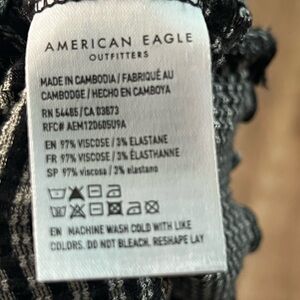 AMERICAN EAGLE
OUTFITTERS
MADE IN CAMBODIA / FABRIQUÉ AU
CAMBODGE / HECHO EN CAMBOYA
RN 54485 / CA 03673
RFC# AEM120605U9A
EN 97% VISCOSE / 3% ELASTANE
FR 97% VISCOSE / 3% ÉLASTHANNE
SP 97% viscosa / 3% elastano
EN MACHINE WASH COLD WITH LIKE
COLORS. DO NOT BLEACH. RESHAPE LAY